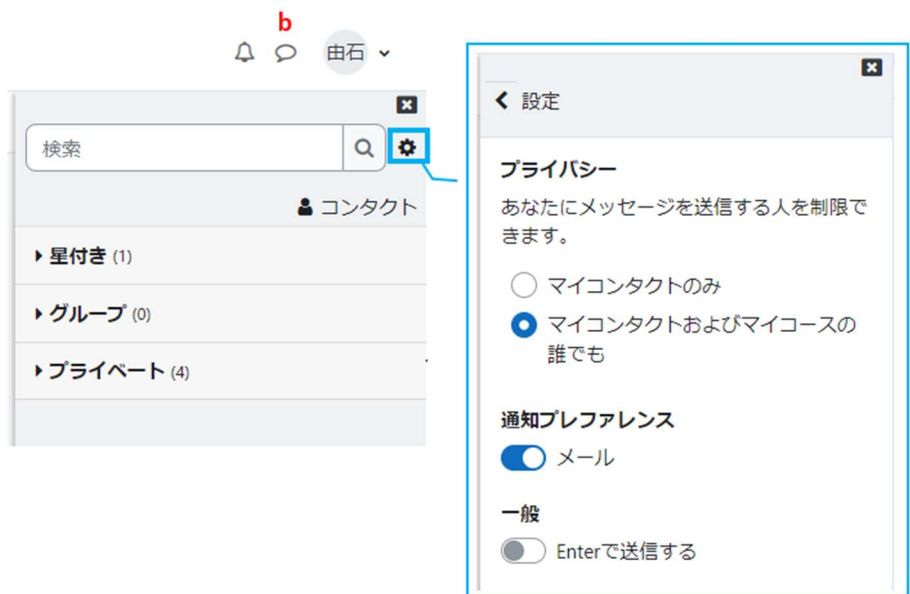 b
由石
検索
コンタクト
星付き (1)
グループ (0)
プライベート (4)
設定
プライバシー
あなたにメッセージを送信する人を制限で
きます。
マイコンタクトのみ
マイコンタクトおよびマイコースの
誰でも
通知プレファレンス
メール
一般
Enterで送信する